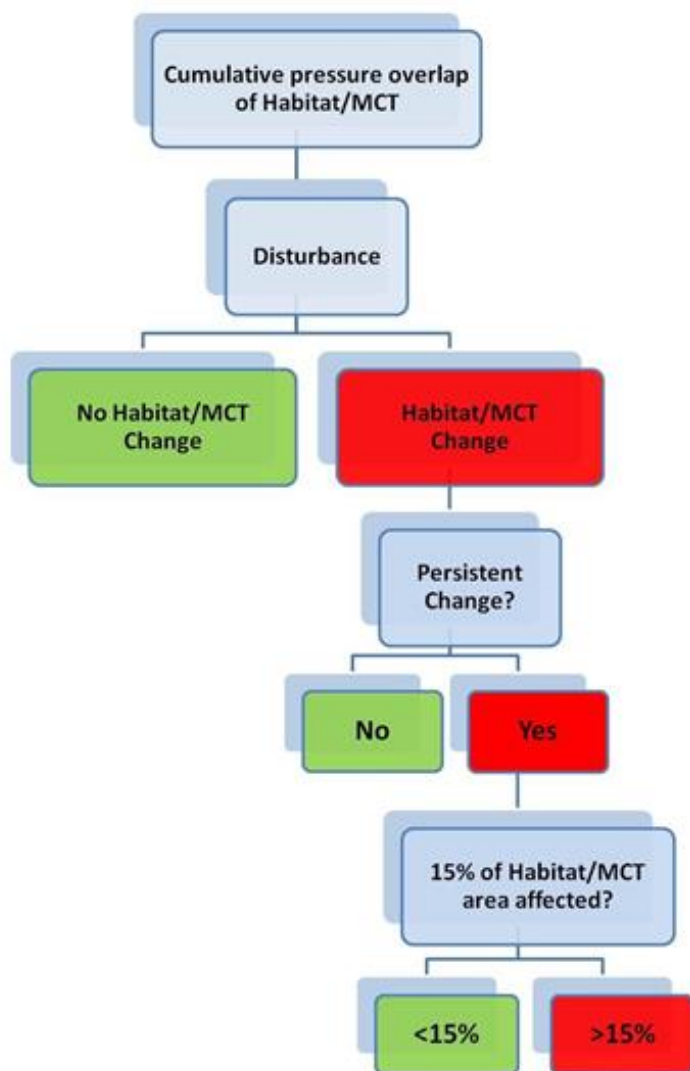 Cumulative pressure overlap
of Habitat/MCT
Disturbance
No Habitat/MCT
Change
Habitat/MCT
Change
Persistent
Change?
No
Yes
15% of Habitat/MCT
area affected?
<15%
>15%